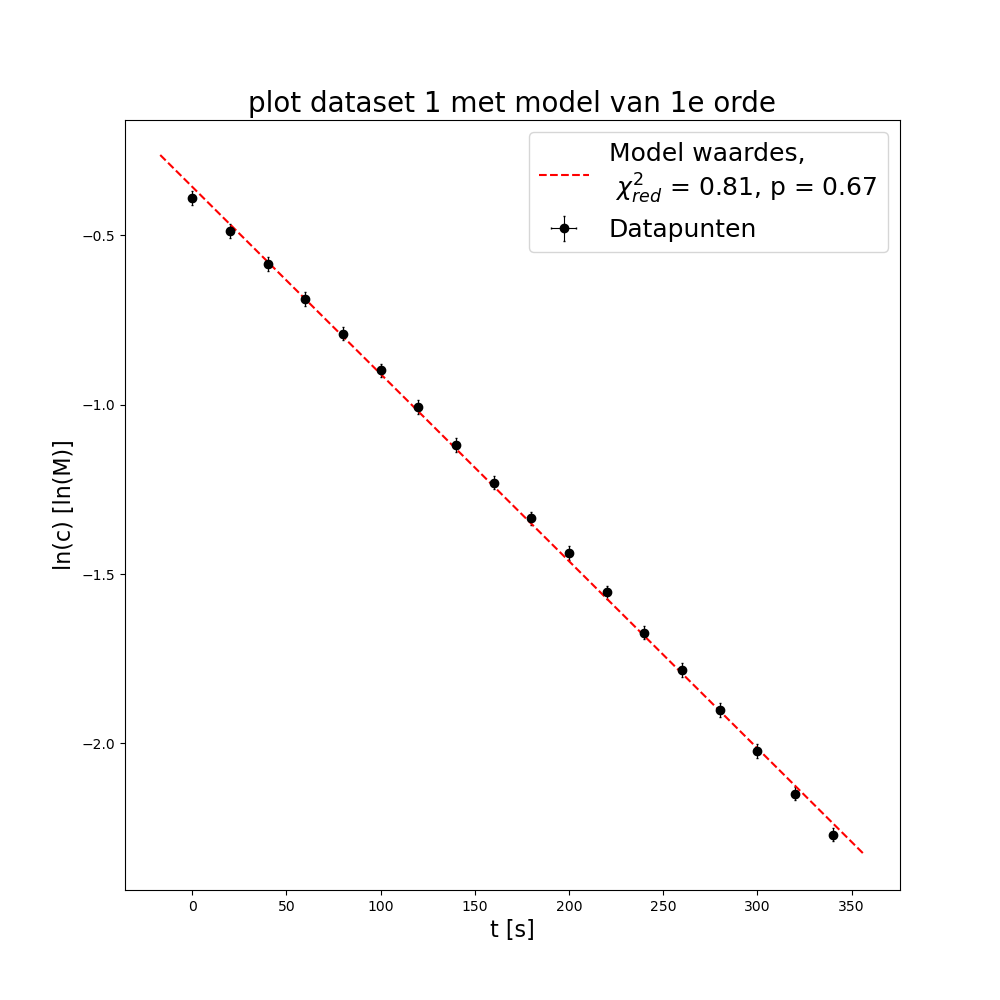 plot dataset 1 met model van 1e orde
Model waardes,
χ²_red = 0.81, p = 0.67
Datapunten
ln(c) [ln(M)]
−0.5
−1.0
−1.5
−2.0
0 50 100 150 200 250 300 350
t [s]